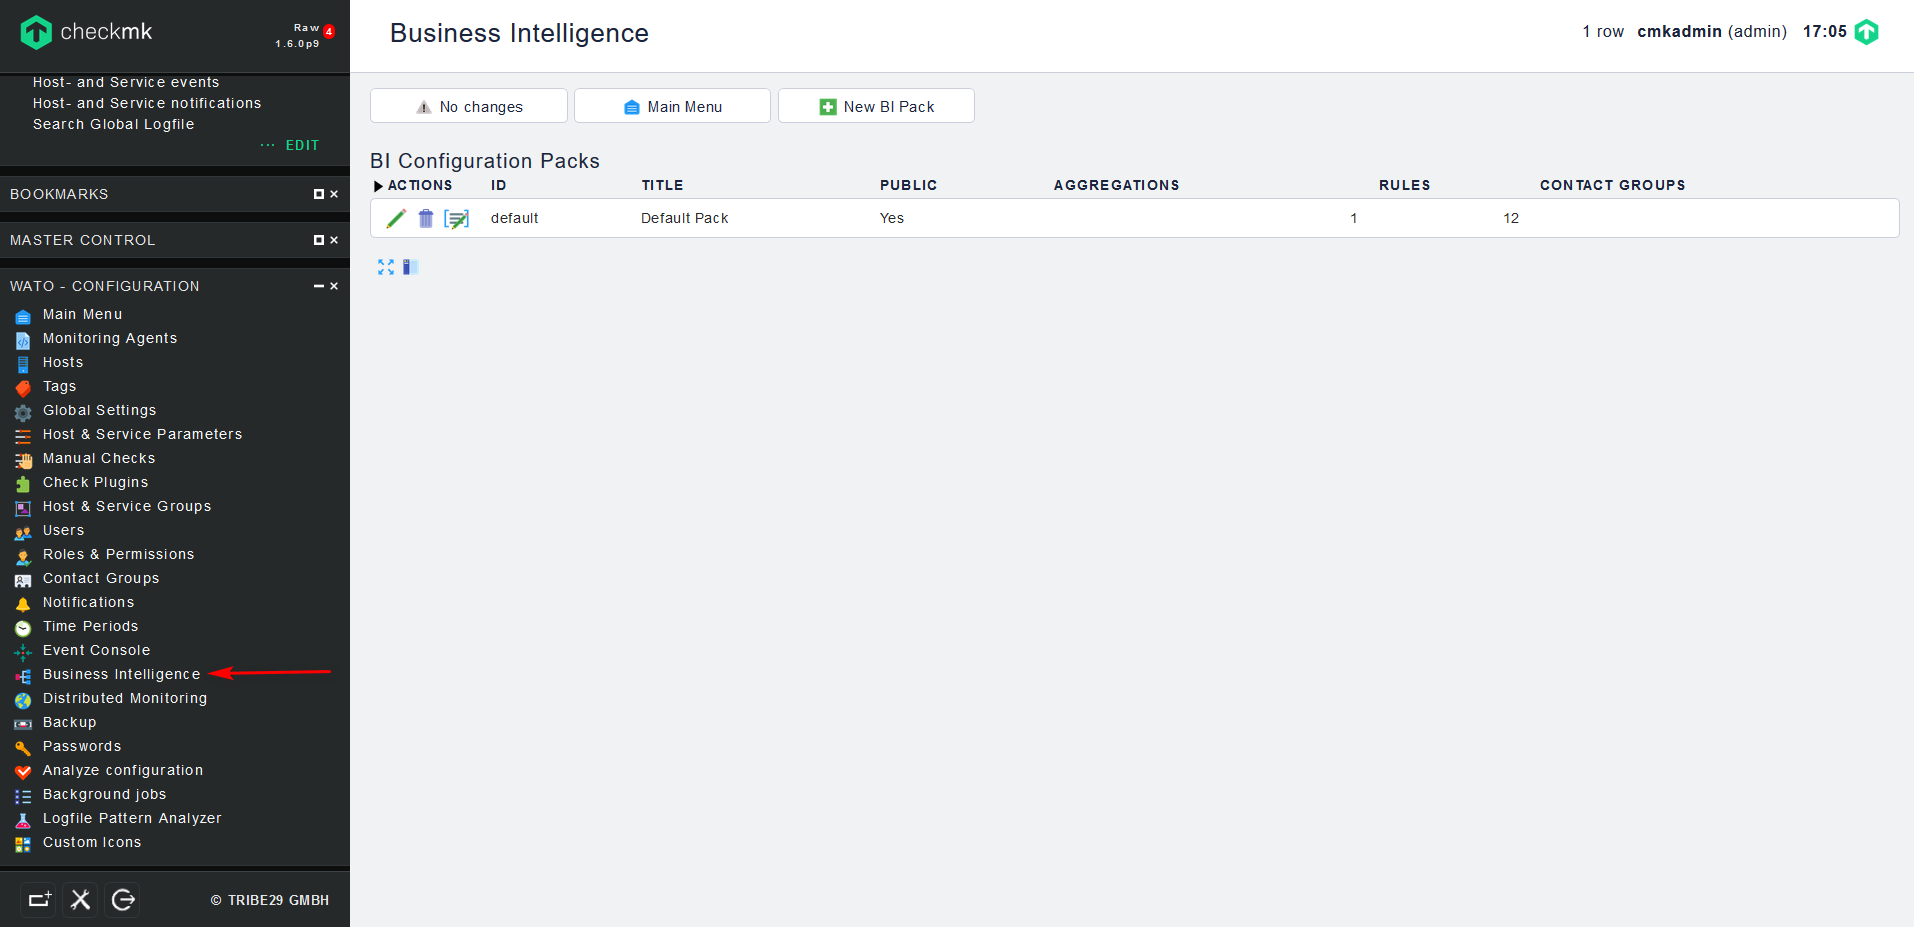 checkmk
Raw
1.6.0p9
4
Host- and Service events
Host- and Service notifications
Search Global Logfile
··· EDIT
BOOKMARKS
MASTER CONTROL
WATO - CONFIGURATION
Main Menu
Monitoring Agents
Hosts
Tags
Global Settings
Host & Service Parameters
Manual Checks
Check Plugins
Host & Service Groups
Users
Roles & Permissions
Contact Groups
Notifications
Time Periods
Event Console
Business Intelligence
Distributed Monitoring
Backup
Passwords
Analyze configuration
Background jobs
Logfile Pattern Analyzer
Custom Icons
© TRIBE29 GMBH
Business Intelligence
1 row cmkadmin (admin) 17:05
No changes Main Menu New BI Pack
BI Configuration Packs
ACTIONS ID TITLE PUBLIC AGGREGATIONS RULES CONTACT GROUPS
default Default Pack Yes 1 12